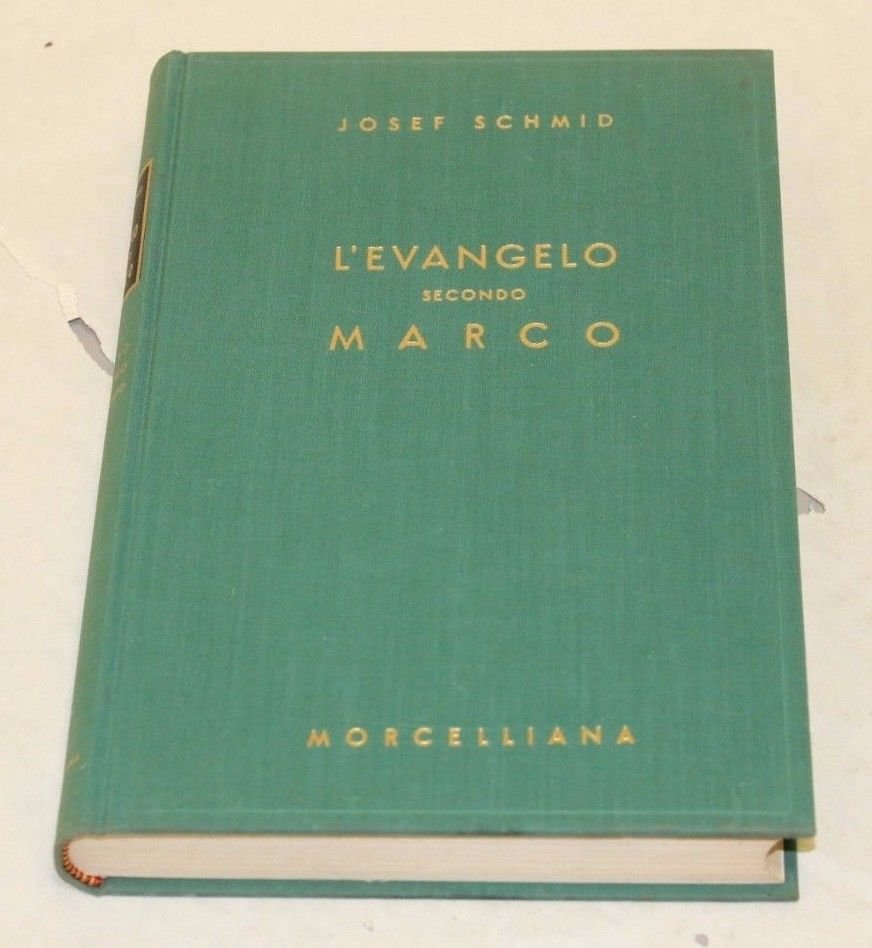 JOSEF SCHMID
L'EVANGELO
SECONDO
MARCO
MORCELLIANA